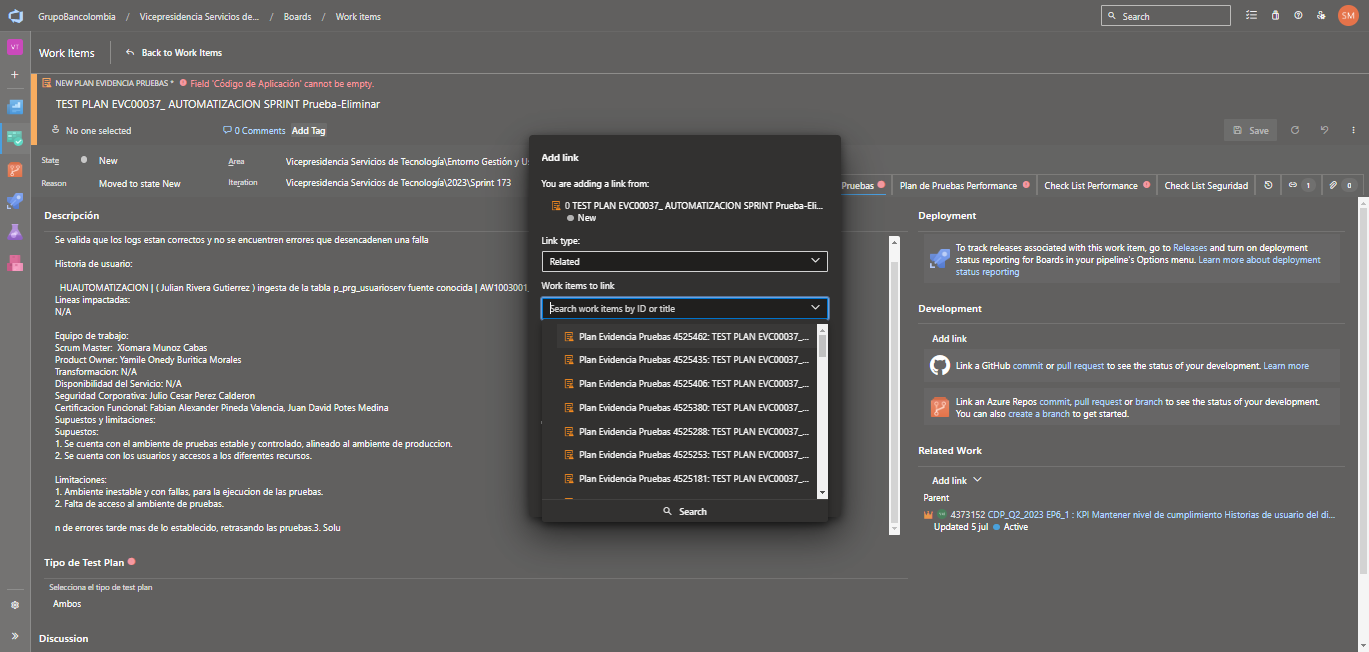 GrupoBancolombia / Vicepresidencia Servicios de... / Boards / Work items
Search
SM
VT
Work Items
Back to Work Items
NEW PLAN EVIDENCIA PRUEBAS * Field 'Código de Aplicación' cannot be empty.
TEST PLAN EVC00037_ AUTOMATIZACION SPRINT Prueba-Eliminar
No one selected
0 Comments
Add Tag
Save
State
New
Area
Vicepresidencia Servicios de Tecnología\Entorno Gestión y Us
Reason
Moved to state New
Iteration
Vicepresidencia Servicios de Tecnología\2023\Sprint 173
Pruebas
Plan de Pruebas Performance
Check List Performance
Check List Seguridad
1
0
Descripción
Se valida que los logs estan correctos y no se encuentren errores que desencadenen una falla
Historia de usuario:
HUAUTOMATIZACION | ( Julian Rivera Gutierrez ) ingesta de la tabla p_prg_usuarioserv fuente conocida | AW1003001_
Lineas impactadas:
N/A
Equipo de trabajo:
Scrum Master: Xiomara Munoz Cabas
Product Owner: Yamile Onedy Buritica Morales
Transformacion: N/A
Disponibilidad del Servicio: N/A
Seguridad Corporativa: Julio Cesar Perez Calderon
Certification Funcional: Fabian Alexander Pineda Valencia, Juan David Potes Medina
Supuestos y limitaciones:
Supuestos:
1. Se cuenta con el ambiente de pruebas estable y controlado, alineado al ambiente de produccion.
2. Se cuenta con los usuarios y accesos a los diferentes recursos.
Limitaciones:
1. Ambiente inestable y con fallas, para la ejecucion de las pruebas.
2. Falta de acceso al ambiente de pruebas.
n de errores tarde mas de lo establecido, retrasando las pruebas.3. Solu
Tipo de Test Plan
Selecciona el tipo de test plan
Ambos
Discussion
Add link
You are adding a link from:
0 TEST PLAN EVC00037_ AUTOMATIZACION SPRINT Prueba-Eli...
New
Link type:
Related
Work items to link
Search work items by ID or title
Plan Evidencia Pruebas 4525462: TEST PLAN EVC00037_...
Plan Evidencia Pruebas 4525435: TEST PLAN EVC00037_...
Plan Evidencia Pruebas 4525406: TEST PLAN EVC00037_...
Plan Evidencia Pruebas 4525380: TEST PLAN EVC00037_...
Plan Evidencia Pruebas 4525288: TEST PLAN EVC00037_...
Plan Evidencia Pruebas 4525253: TEST PLAN EVC00037_...
Plan Evidencia Pruebas 4525181: TEST PLAN EVC00037_...
Search
Deployment
To track releases associated with this work item, go to Releases and turn on deployment
status reporting for Boards in your pipeline's Options menu. Learn more about deployment
status reporting
Development
Add link
Link a GitHub commit or pull request to see the status of your development. Learn more
Link an Azure Repos commit, pull request or branch to see the status of your development.
You can also create a branch to get started.
Related Work
Add link
Parent
4373152 CDP_Q2_2023 EP6_1 : KPI Mantener nivel de cumplimiento Historias de usuario del di...
Updated 5 jul Active